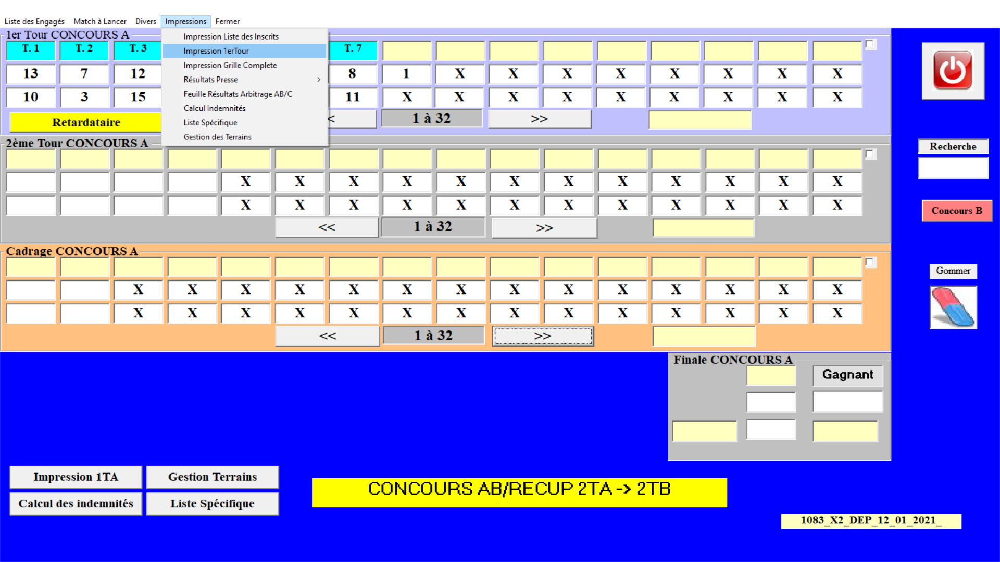 Liste des Engagés Match à Lancer Divers Impressions Fermer
1er Tour CONCOURS A
Impression Liste des Inscrits
Impression 1erTour
Impression Grille Complete
Résultats Presse >
Feuille Résultats Arbitrage AB/C
Calcul Indemnités
Liste Spécifique
Gestion des Terrains
T. 1 T. 2 T. 3 T. 7
13 7 12 8 1 X X X X X X X X
10 3 15 11 X X X X X X X X X
Retardataire < 1 à 32 >>
2ème Tour CONCOURS A
X X X X X X X X X X X X
X X X X X X X X X X X X
<< 1 à 32 >>
Cadrage CONCOURS A
X X X X X X X X X X X X X X
X X X X X X X X X X X X X X
<< 1 à 32 >>
Recherche
Concours B
Gommer
Finale CONCOURS A
Gagnant
Impression 1TA Gestion Terrains
Calcul des indemnités Liste Spécifique
CONCOURS AB/RECUP 2TA -> 2TB
1083_X2_DEP_12_01_2021_